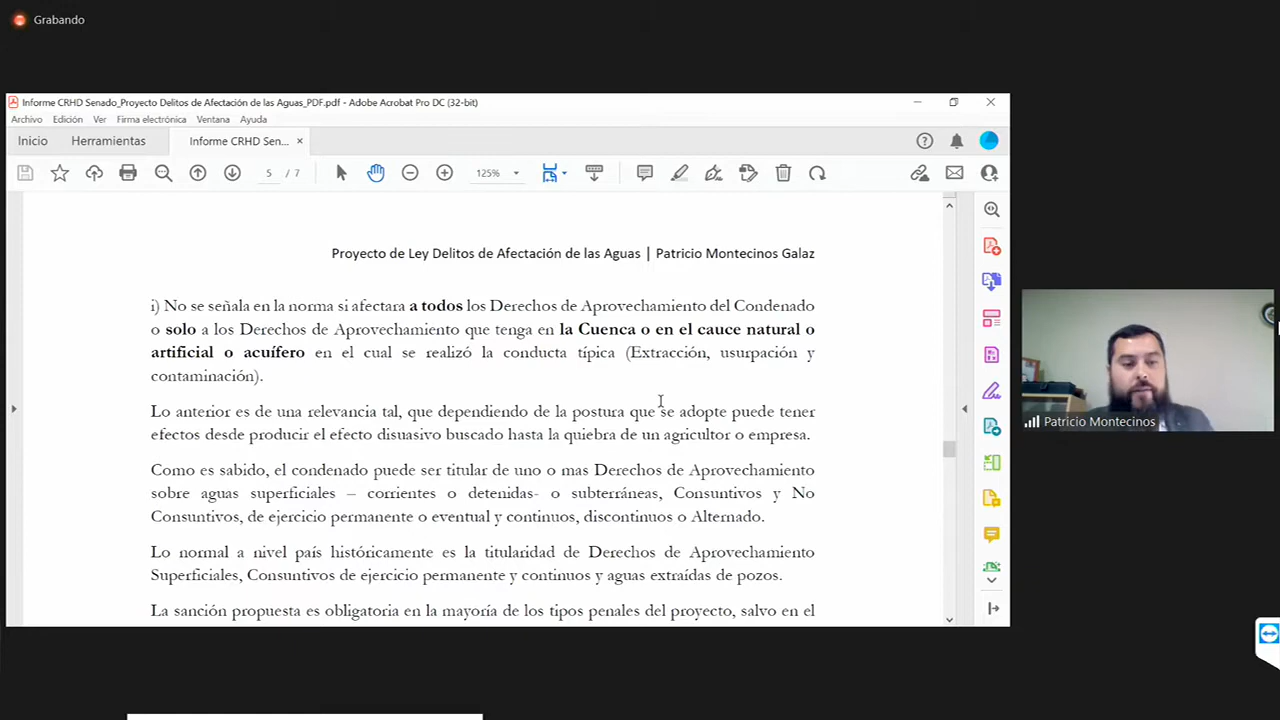 Grabando
Informe CRHD Senado_Proyecto Delitos de Afectación de las Aguas_PDF.pdf - Adobe Acrobat Pro DC (32-bit)
Archivo Edición Ver Firma electrónica Ventana Ayuda
Inicio Herramientas Informe CRHD Sen... ×
5 / 7 125%
Proyecto de Ley Delitos de Afectación de las Aguas | Patricio Montecinos Galaz
i) No se señala en la norma si afectara a todos los Derechos de Aprovechamiento del Condenado
o solo a los Derechos de Aprovechamiento que tenga en la Cuenca o en el cauce natural o
artificial o acuífero en el cual se realizó la conducta típica (Extracción, usurpación y
contaminación).
Lo anterior es de una relevancia tal, que dependiendo de la postura que se adopte puede tener
efectos desde producir el efecto disuasivo buscado hasta la quiebra de un agricultor o empresa.
Como es sabido, el condenado puede ser titular de uno o mas Derechos de Aprovechamiento
sobre aguas superficiales – corrientes o detenidas- o subterráneas, Consuntivos y No
Consuntivos, de ejercicio permanente o eventual y continuos, discontinuos o Alternado.
Lo normal a nivel país históricamente es la titularidad de Derechos de Aprovechamiento
Superficiales, Consuntivos de ejercicio permanente y continuos y aguas extraídas de pozos.
La sanción propuesta es obligatoria en la mayoría de los tipos penales del proyecto, salvo en el
Patricio Montecinos